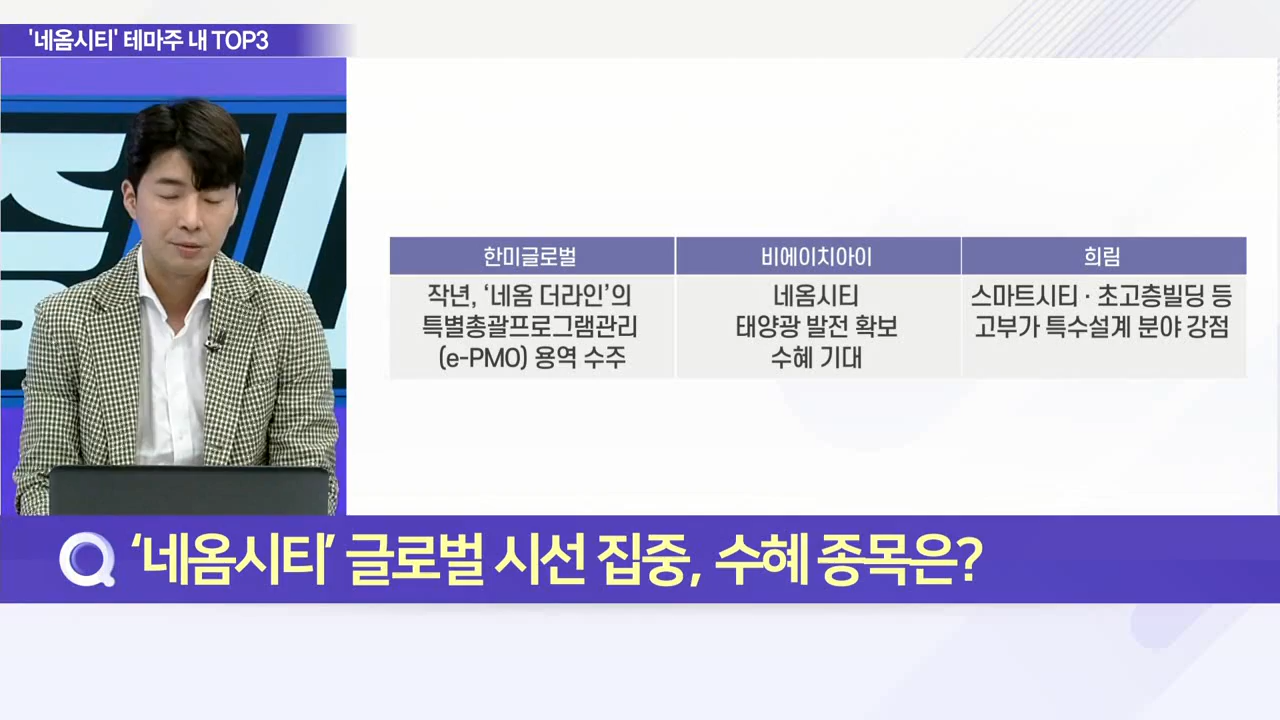 '네옴시티' 테마주 내 TOP3
한미글로벌
비에이치아이
희림
작년, ‘네옴 더라인’의
특별총괄프로그램관리
(e-PMO) 용역 수주
네옴시티
태양광 발전 확보
수혜 기대
스마트시티 · 초고층빌딩 등
고부가 특수설계 분야 강점
‘네옴시티’ 글로벌 시선 집중, 수혜 종목은?